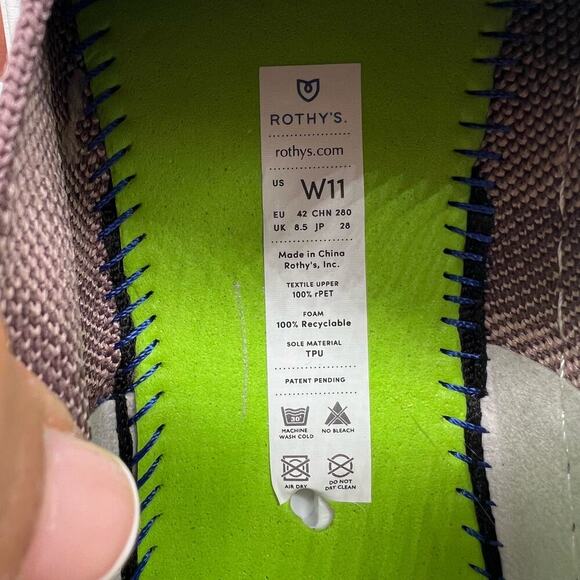 ROTHY'S.
rothys.com
US W11
EU 42 CHN 280
UK 8.5 JP 28
Made in China
Rothy's, Inc.
TEXTILE UPPER
100% rPET
FOAM
100% Recyclable
SOLE MATERIAL
TPU
PATENT PENDING
30
MACHINE WASH COLD
NO BLEACH
AIR DRY
DO NOT DRY CLEAN